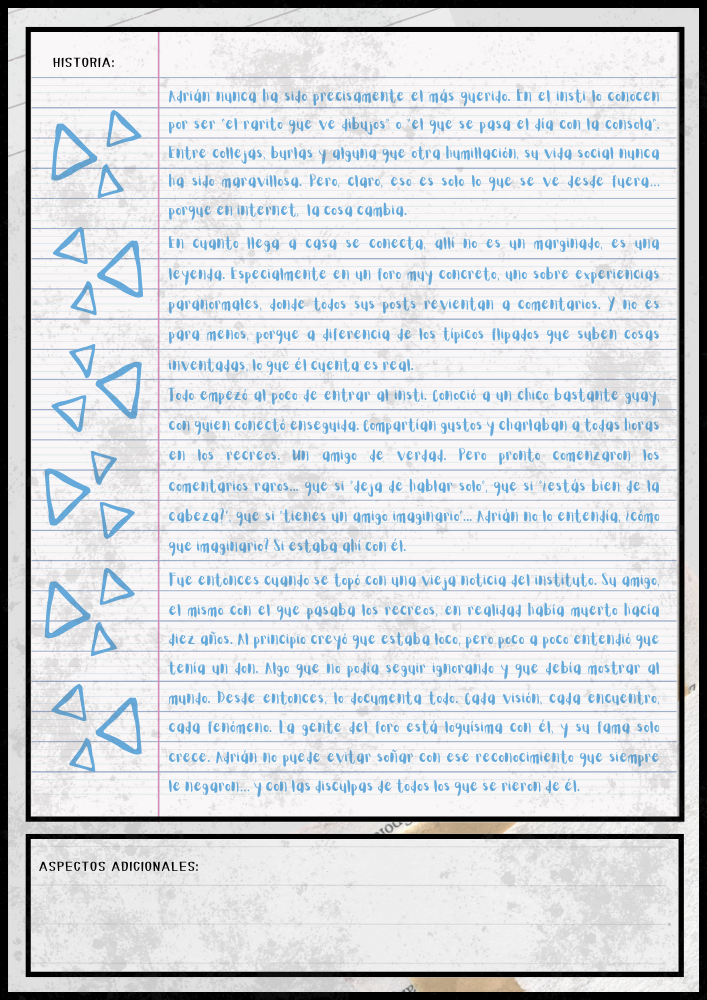 HISTORIA:
Adrián nunca ha sido precisamente el más querido. En el insti lo conocen
por ser "el rarito que ve dibujos" o "el que se pasa el día con la consola".
Entre collejas, burlas y alguna que otra humillación, su vida social nunca
ha sido maravillosa. Pero, claro, eso es solo lo que se ve desde fuera...
porque en internet, la cosa cambia.
En cuanto llega a casa se conecta, allí no es un marginado, es una
leyenda. Especialmente en un foro muy concreto, uno sobre experiencias
paranormales, donde todos sus posts revientan a comentarios. Y no es
para menos, porque a diferencia de los típicos flipados que suben cosas
inventadas, lo que él cuenta es real.
Todo empezó al poco de entrar al insti. Conoció a un chico bastante guay,
con quien conectó enseguida. Compartían gustos y charlaban a todas horas
en los recreos. Un amigo de verdad. Pero pronto comenzaron los
comentarios raros... que si 'deja de hablar solo', que si '¿estás bien de la
cabeza?', que si 'tienes un amigo imaginario'... Adrián no lo entendía, ¿cómo
que imaginario? Si estaba ahí con él.
Fue entonces cuando se topó con una vieja noticia del instituto. Su amigo,
el mismo con el que pasaba los recreos, en realidad había muerto hacía
diez años. Al principio creyó que estaba loco, pero poco a poco entendió que
tenía un don. Algo que no podía seguir ignorando y que debía mostrar al
mundo. Desde entonces, lo documenta todo. Cada visión, cada encuentro,
cada fenómeno. La gente del foro está loquísima con él, y su fama solo
crece. Adrián no puede evitar soñar con ese reconocimiento que siempre
le negaron... y con las disculpas de todos los que se rieron de él.
ASPECTOS ADICIONALES: